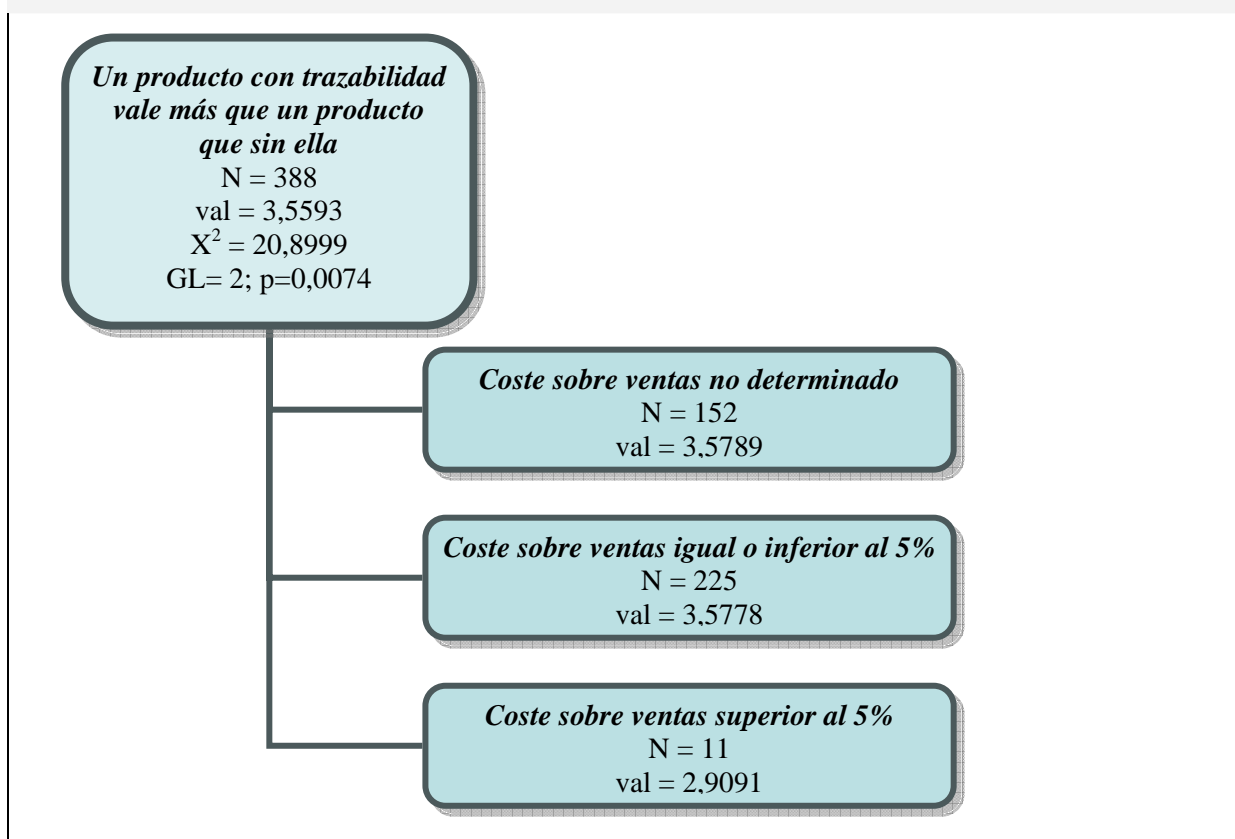 Un producto con trazabilidad
vale más que un producto
que sin ella
N = 388
val = 3,5593
X² = 20,8999
GL= 2; p=0,0074
Coste sobre ventas no determinado
N = 152
val = 3,5789
Coste sobre ventas igual o inferior al 5%
N = 225
val = 3,5778
Coste sobre ventas superior al 5%
N = 11
val = 2,9091